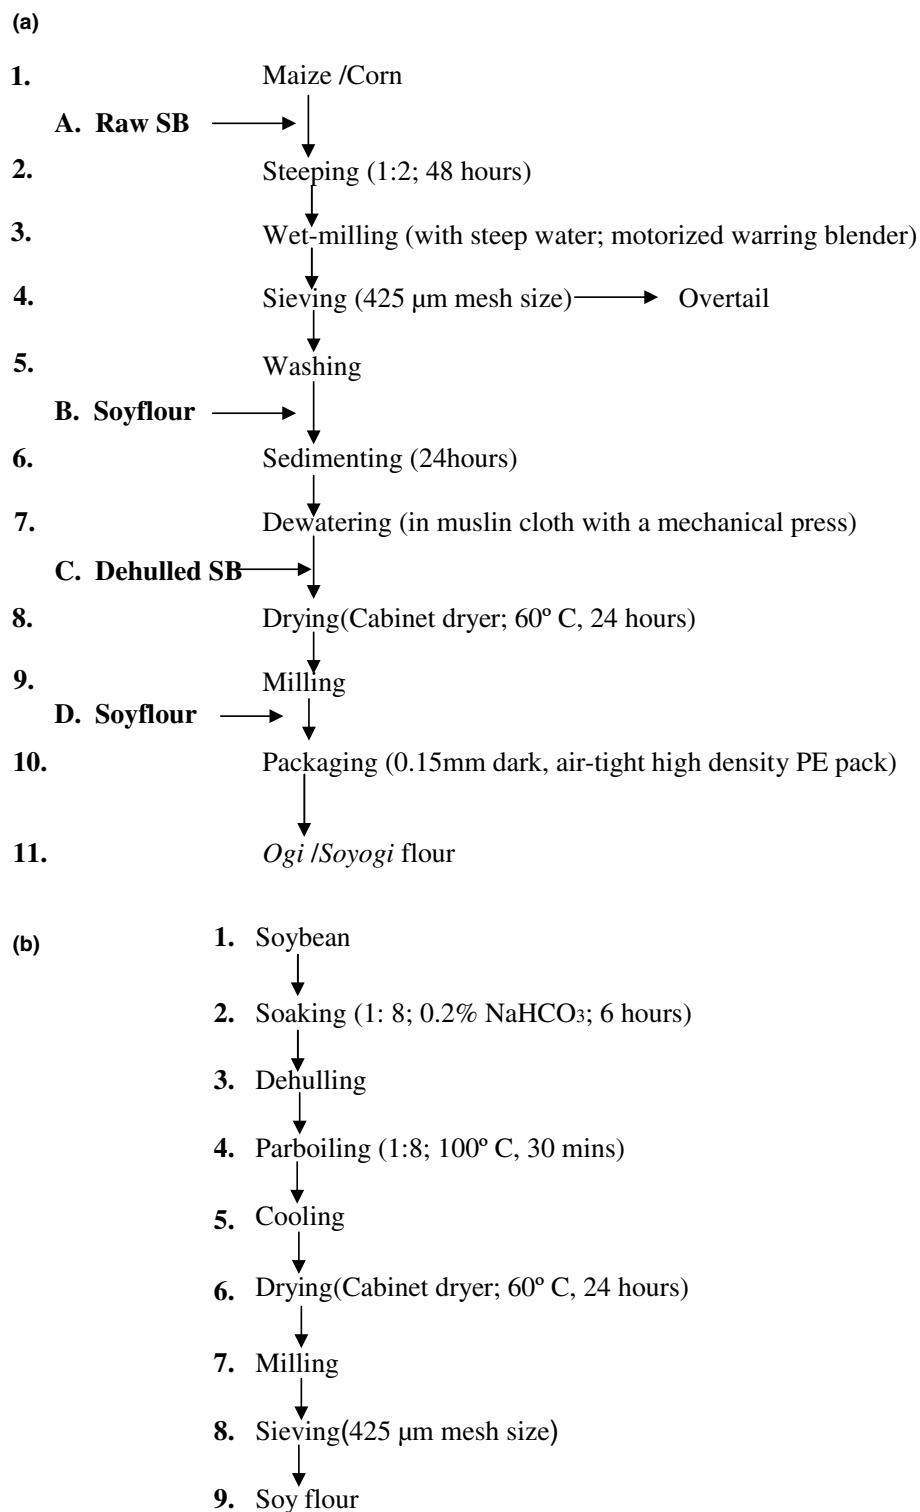 (a)
1. Maize /Corn
A. Raw SB
2. Steeping (1:2; 48 hours)
3. Wet-milling (with steep water; motorized warring blender)
4. Sieving (425 µm mesh size) Overtail
5. Washing
B. Soyflour
6. Sedimenting (24hours)
7. Dewatering (in muslin cloth with a mechanical press)
C. Dehulled SB
8. Drying(Cabinet dryer; 60º C, 24 hours)
9. Milling
D. Soyflour
10. Packaging (0.15mm dark, air-tight high density PE pack)
11. Ogi /Soyogi flour
(b)
1. Soybean
2. Soaking (1: 8; 0.2% NaHCO₃; 6 hours)
3. Dehulling
4. Parboiling (1:8; 100º C, 30 mins)
5. Cooling
6. Drying(Cabinet dryer; 60º C, 24 hours)
7. Milling
8. Sieving(425 µm mesh size)
9. Soy flour